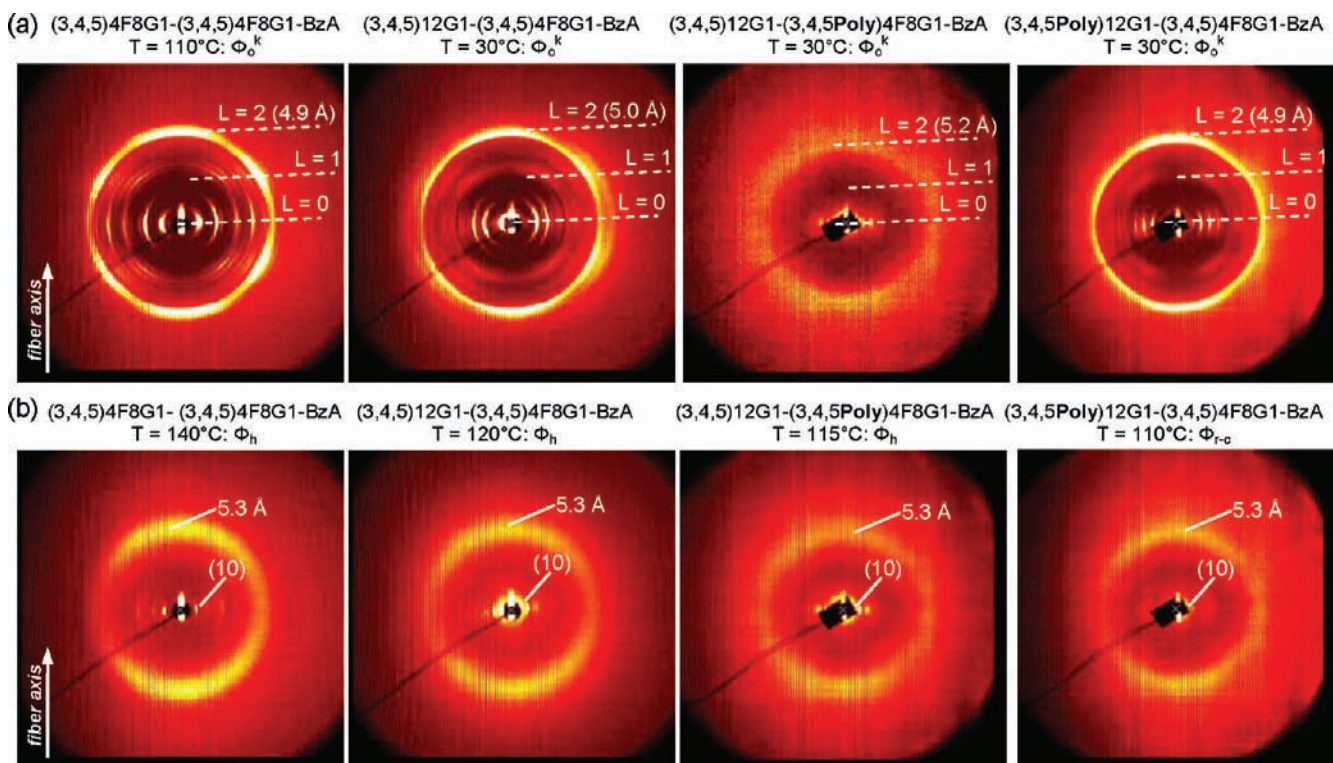 (a) (3,4,5)4F8G1-(3,4,5)4F8G1-BzA (3,4,5)12G1-(3,4,5)4F8G1-BzA (3,4,5)12G1-(3,4,5Poly)4F8G1-BzA (3,4,5Poly)12G1-(3,4,5)4F8G1-BzA
T = 110°C: Φₒᵏ T = 30°C: Φₒᵏ T = 30°C: Φₒᵏ T = 30°C: Φₒᵏ
L = 2 (4.9 Å) L = 2 (5.0 Å) L = 2 (5.2 Å) L = 2 (4.9 Å)
L = 1 L = 1 L = 1 L = 1
L = 0 L = 0 L = 0 L = 0
fiber axis
(b) (3,4,5)4F8G1- (3,4,5)4F8G1-BzA (3,4,5)12G1-(3,4,5)4F8G1-BzA (3,4,5)12G1-(3,4,5Poly)4F8G1-BzA (3,4,5Poly)12G1-(3,4,5)4F8G1-BzA
T = 140°C: Φₕ T = 120°C: Φₕ T = 115°C: Φₕ T = 110°C: Φr-c
5.3 Å 5.3 Å 5.3 Å 5.3 Å
(10) (10) (10) (10)
fiber axis